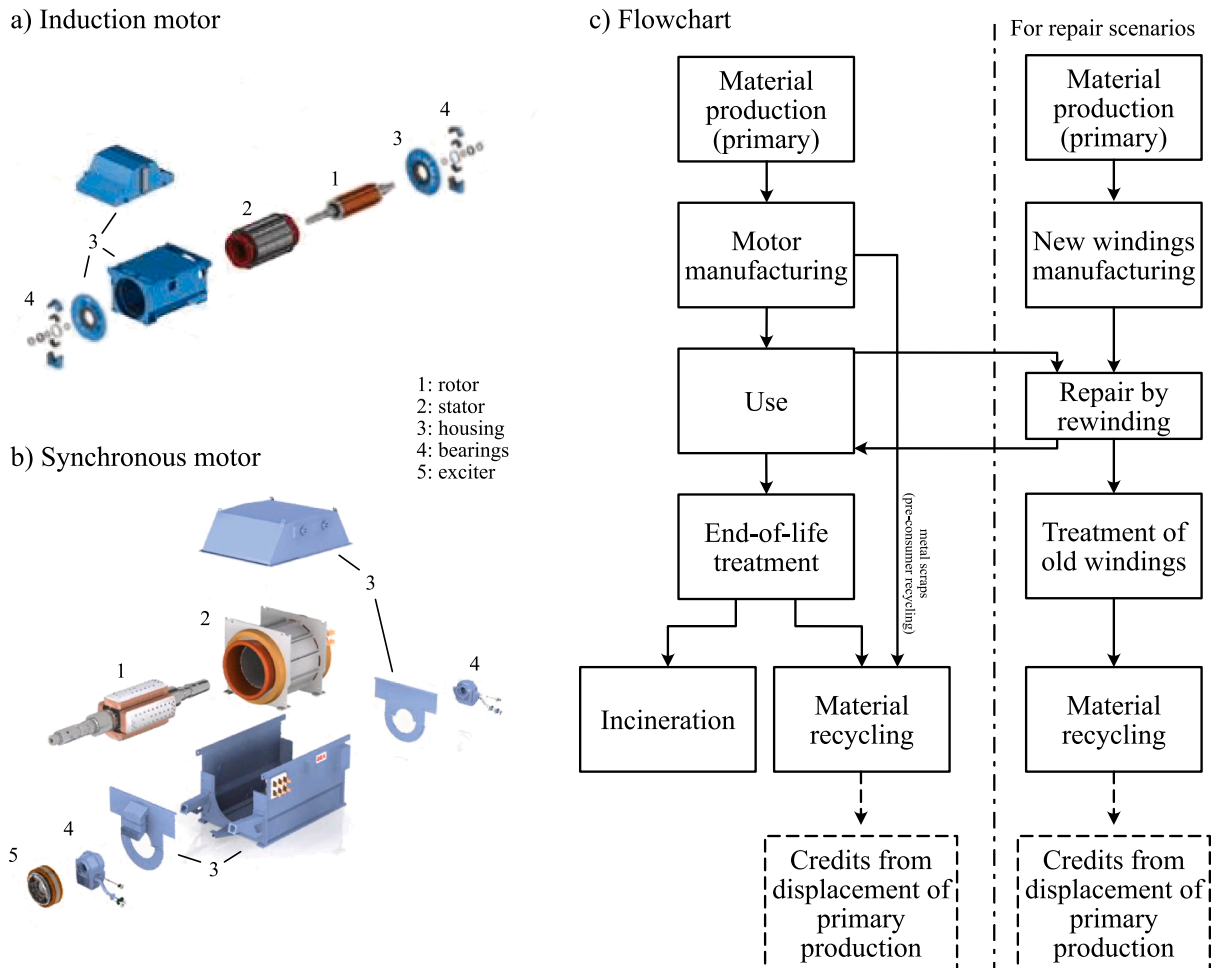 a) Induction motor
4
3
1
2
3
4
1: rotor
2: stator
3: housing
4: bearings
5: exciter
b) Synchronous motor
3
2
1
4
4
3
5
c) Flowchart
For repair scenarios
Material
production
(primary)
Material
production
(primary)
Motor
manufacturing
New windings
manufacturing
Use
Repair by
rewinding
metal scraps
(pre-consumer recycling)
End-of-life
treatment
Treatment of
old windings
Incineration
Material
recycling
Material
recycling
Credits from
displacement of
primary
production
Credits from
displacement of
primary
production